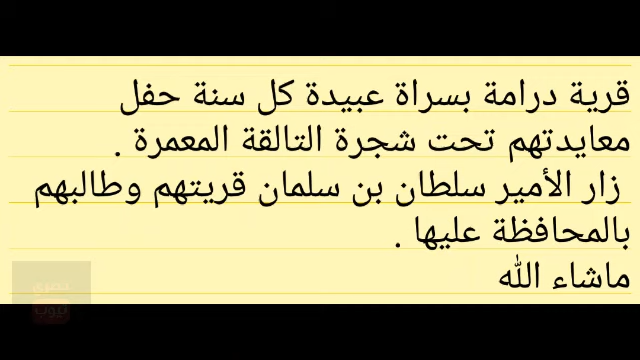 قرية درامة بسراة عبيدة كل سنة حفل
معايدتهم تحت شجرة التالقة المعمرة .
زار الأمير سلطان بن سلمان قريتهم وطالبهم
بالمحافظة عليها .
ماشاء الله